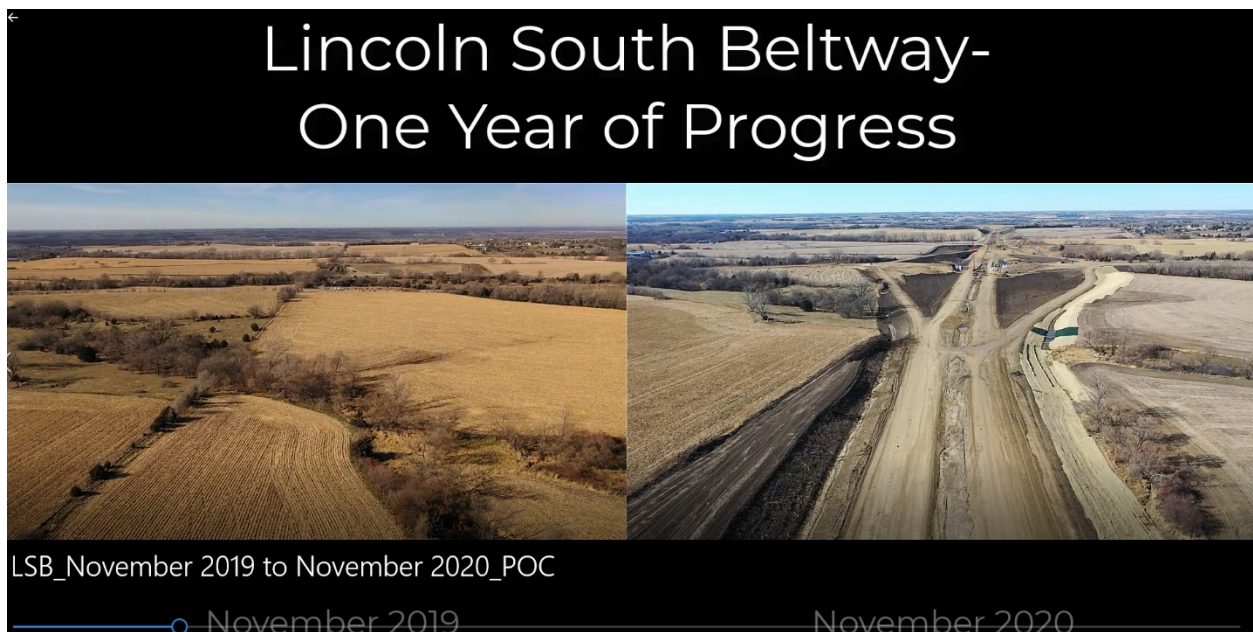 Lincoln South Beltway-
One Year of Progress
LSB_November 2019 to November 2020_POC
November 2019
November 2020